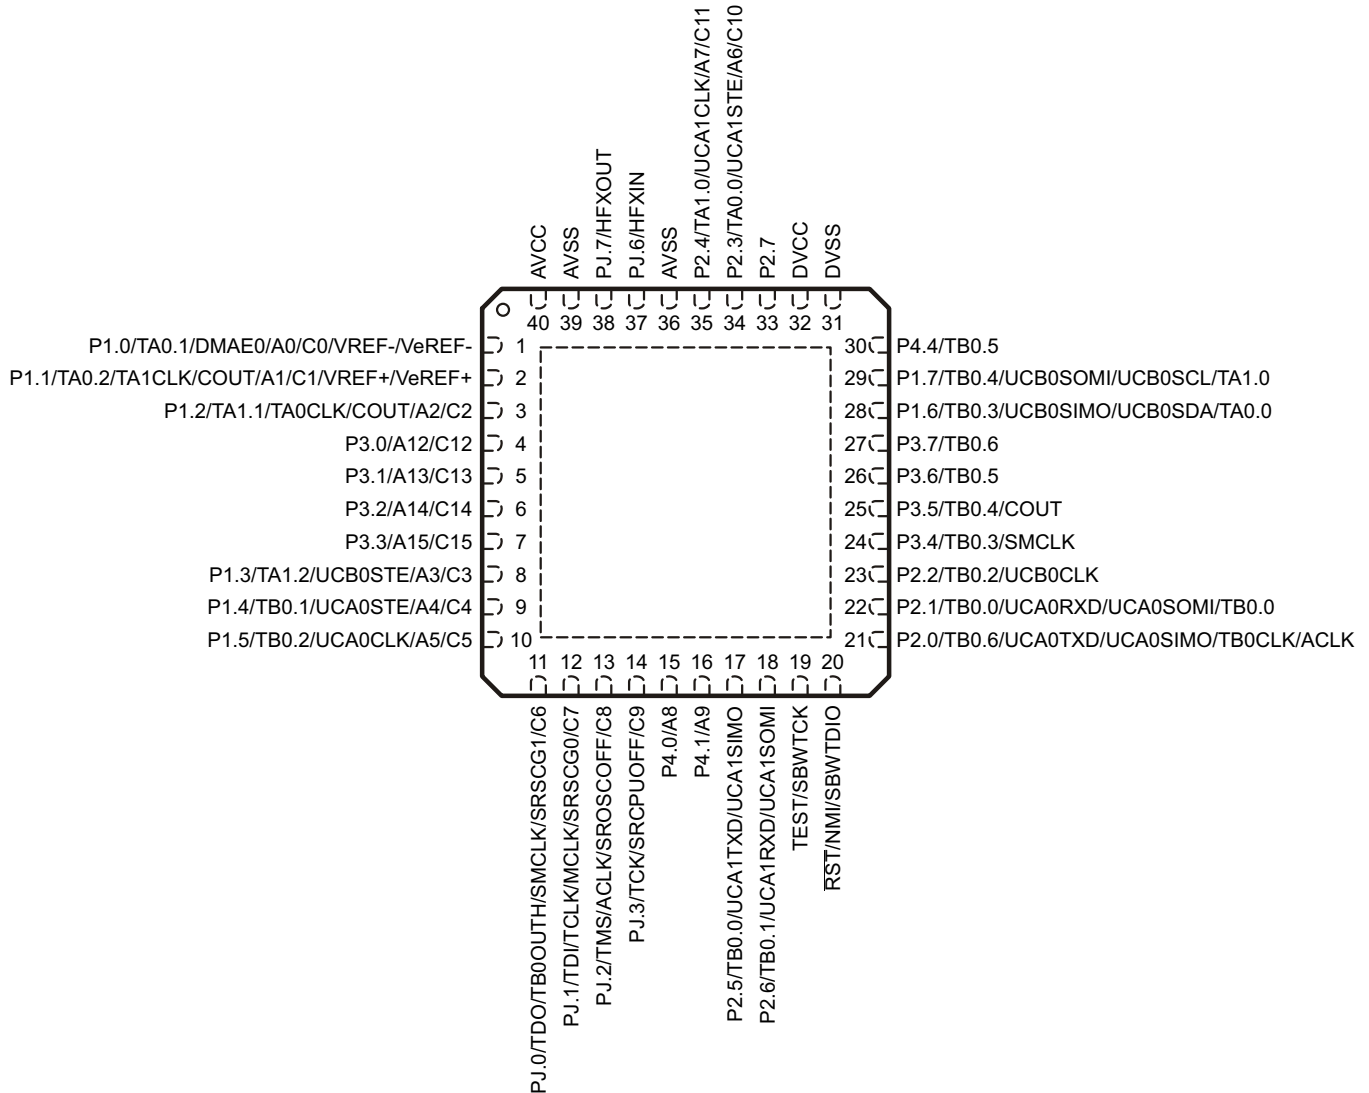 P2.4/TA1.0/UCA1CLK/A7/C11
P2.3/TA0.0/UCA1STE/A6/C10
AVCC
AVSS
PJ.7/HFXOUT
PJ.6/HFXIN
AVSS
P2.7
DVCC
DVSS
40 39 38 37 36 35 34 33 32 31
P1.0/TA0.1/DMAE0/A0/C0/VREF-/VeREF- 1
P1.1/TA0.2/TA1CLK/COUT/A1/C1/VREF+/VeREF+ 2
P1.2/TA1.1/TA0CLK/COUT/A2/C2 3
P3.0/A12/C12 4
P3.1/A13/C13 5
P3.2/A14/C14 6
P3.3/A15/C15 7
P1.3/TA1.2/UCB0STE/A3/C3 8
P1.4/TB0.1/UCA0STE/A4/C4 9
P1.5/TB0.2/UCA0CLK/A5/C5 10
30 P4.4/TB0.5
29 P1.7/TB0.4/UCB0SOMI/UCB0SCL/TA1.0
28 P1.6/TB0.3/UCB0SIMO/UCB0SDA/TA0.0
27 P3.7/TB0.6
26 P3.6/TB0.5
25 P3.5/TB0.4/COUT
24 P3.4/TB0.3/SMCLK
23 P2.2/TB0.2/UCB0CLK
22 P2.1/TB0.0/UCA0RXD/UCA0SOMI/TB0.0
21 P2.0/TB0.6/UCA0TXD/UCA0SIMO/TB0CLK/ACLK
11 12 13 14 15 16 17 18 19 20
PJ.0/TDO/TB0OUTH/SMCLK/SRSCG1/C6
PJ.1/TDI/TCLK/MCLK/SRSCG0/C7
PJ.2/TMS/ACLK/SROSCOFF/C8
PJ.3/TCK/SRCPUOFF/C9
P4.0/A8
P4.1/A9
P2.5/TB0.0/UCA1TXD/UCA1SIMO
P2.6/TB0.1/UCA1RXD/UCA1SOMI
TEST/SBWTCK
RST/NMI/SBWTDIO